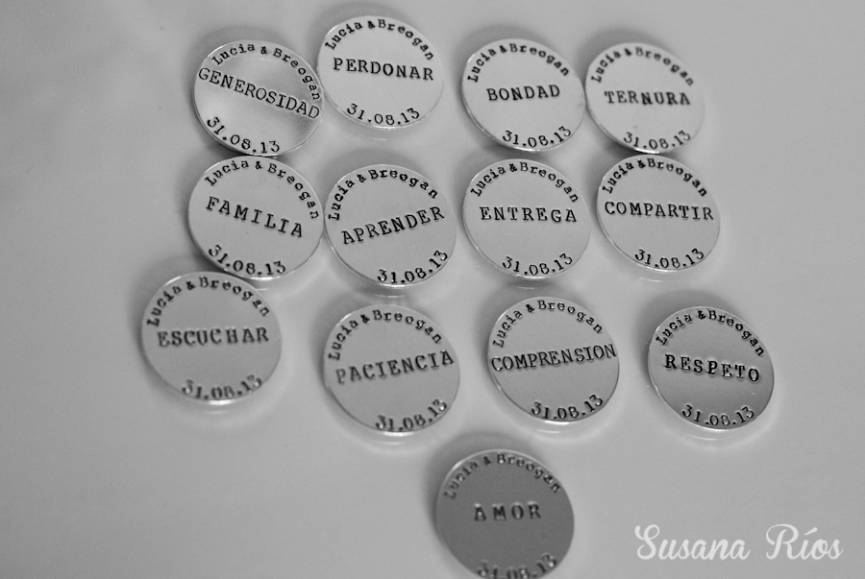 Lucia & Breogan
GENEROSIDAD
31.08.13
Lucia & Breogan
PERDONAR
31.08.13
Lucia & Breogan
BONDAD
31.08.13
Lucia & Breogan
TERNURA
31.08.13
Lucia & Breogan
FAMILIA
31.08.13
Lucia & Breogan
APRENDER
31.08.13
Lucia & Breogan
ENTREGA
31.08.13
Lucia & Breogan
COMPARTIR
31.08.13
Lucia & Breogan
ESCUCHAR
31.08.13
Lucia & Breogan
PACIENCIA
31.08.13
Lucia & Breogan
COMPRENSION
31.08.13
Lucia & Breogan
RESPETO
31.08.13
Lucia & Breogan
AMOR
31.08.13
Susana Ríos